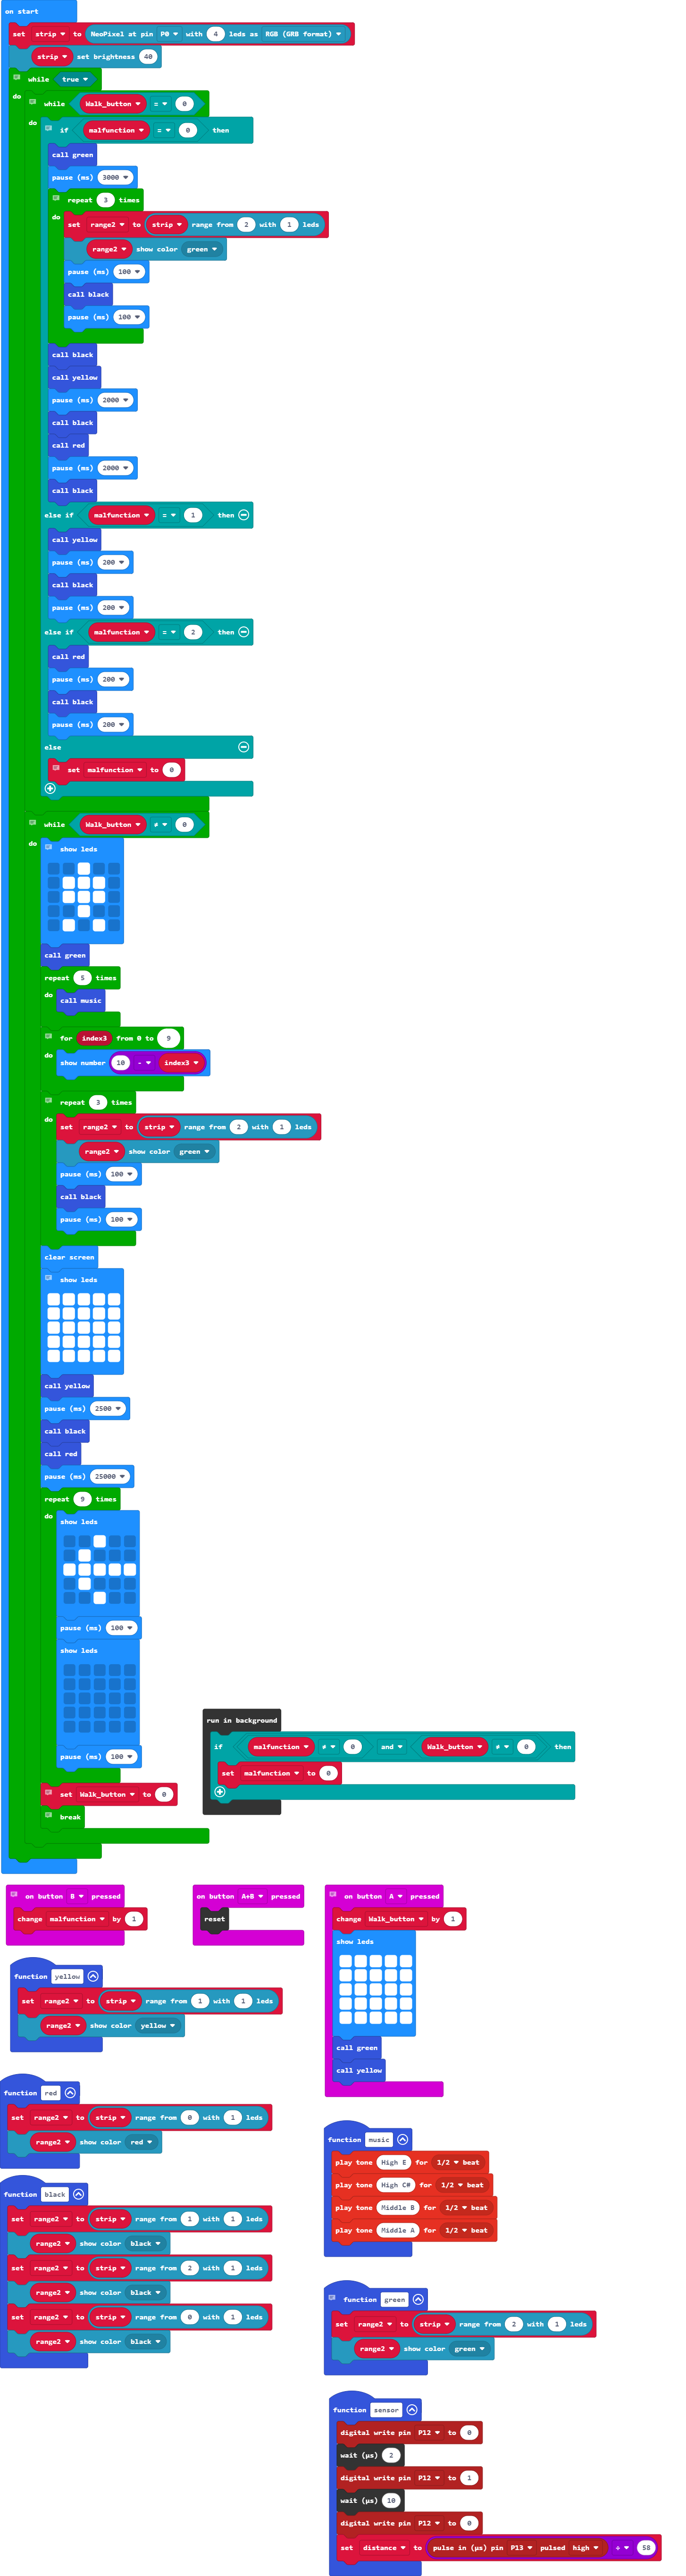 on start
set strip to NeoPixel at pin P0 with 4 leds as RGB (GRB format)
strip set brightness 40
while true
do
while Walk_button = 0
do
if malfunction = 0 then
call green
pause (ms) 3000
repeat 3 times
do
set range2 to strip range from 2 with 1 leds
range2 show color green
pause (ms) 100
call black
pause (ms) 100
call black
call yellow
pause (ms) 2000
call black
call red
pause (ms) 2000
call black
else if malfunction = 1 then
call yellow
pause (ms) 200
call black
pause (ms) 200
else if malfunction = 2 then
call red
pause (ms) 200
call black
pause (ms) 200
else
set malfunction to 0
while Walk_button ≠ 0
do
show leds
call green
repeat 5 times
do
call music
for index3 from 0 to 9
do
show number 10 - index3
repeat 3 times
do
set range2 to strip range from 2 with 1 leds
range2 show color green
pause (ms) 100
call black
pause (ms) 100
clear screen
show leds
call yellow
pause (ms) 2500
call black
call red
pause (ms) 25000
repeat 9 times
do
show leds
pause (ms) 100
show leds
pause (ms) 100
set Walk_button to 0
break
run in background
if malfunction ≠ 0 and Walk_button ≠ 0 then
set malfunction to 0
on button B pressed
change malfunction by 1
on button A+B pressed
reset
on button A pressed
change Walk_button by 1
show leds
call green
call yellow
function yellow
set range2 to strip range from 1 with 1 leds
range2 show color yellow
function red
set range2 to strip range from 0 with 1 leds
range2 show color red
function black
set range2 to strip range from 1 with 1 leds
range2 show color black
set range2 to strip range from 2 with 1 leds
range2 show color black
set range2 to strip range from 0 with 1 leds
range2 show color black
function music
play tone High E for 1/2 beat
play tone High C# for 1/2 beat
play tone Middle B for 1/2 beat
play tone Middle A for 1/2 beat
function green
set range2 to strip range from 2 with 1 leds
range2 show color green
function sensor
digital write pin P12 to 0
wait (µs) 2
digital write pin P12 to 1
wait (µs) 10
digital write pin P12 to 0
set distance to pulse in (µs) pin P13 pulsed high ÷ 58